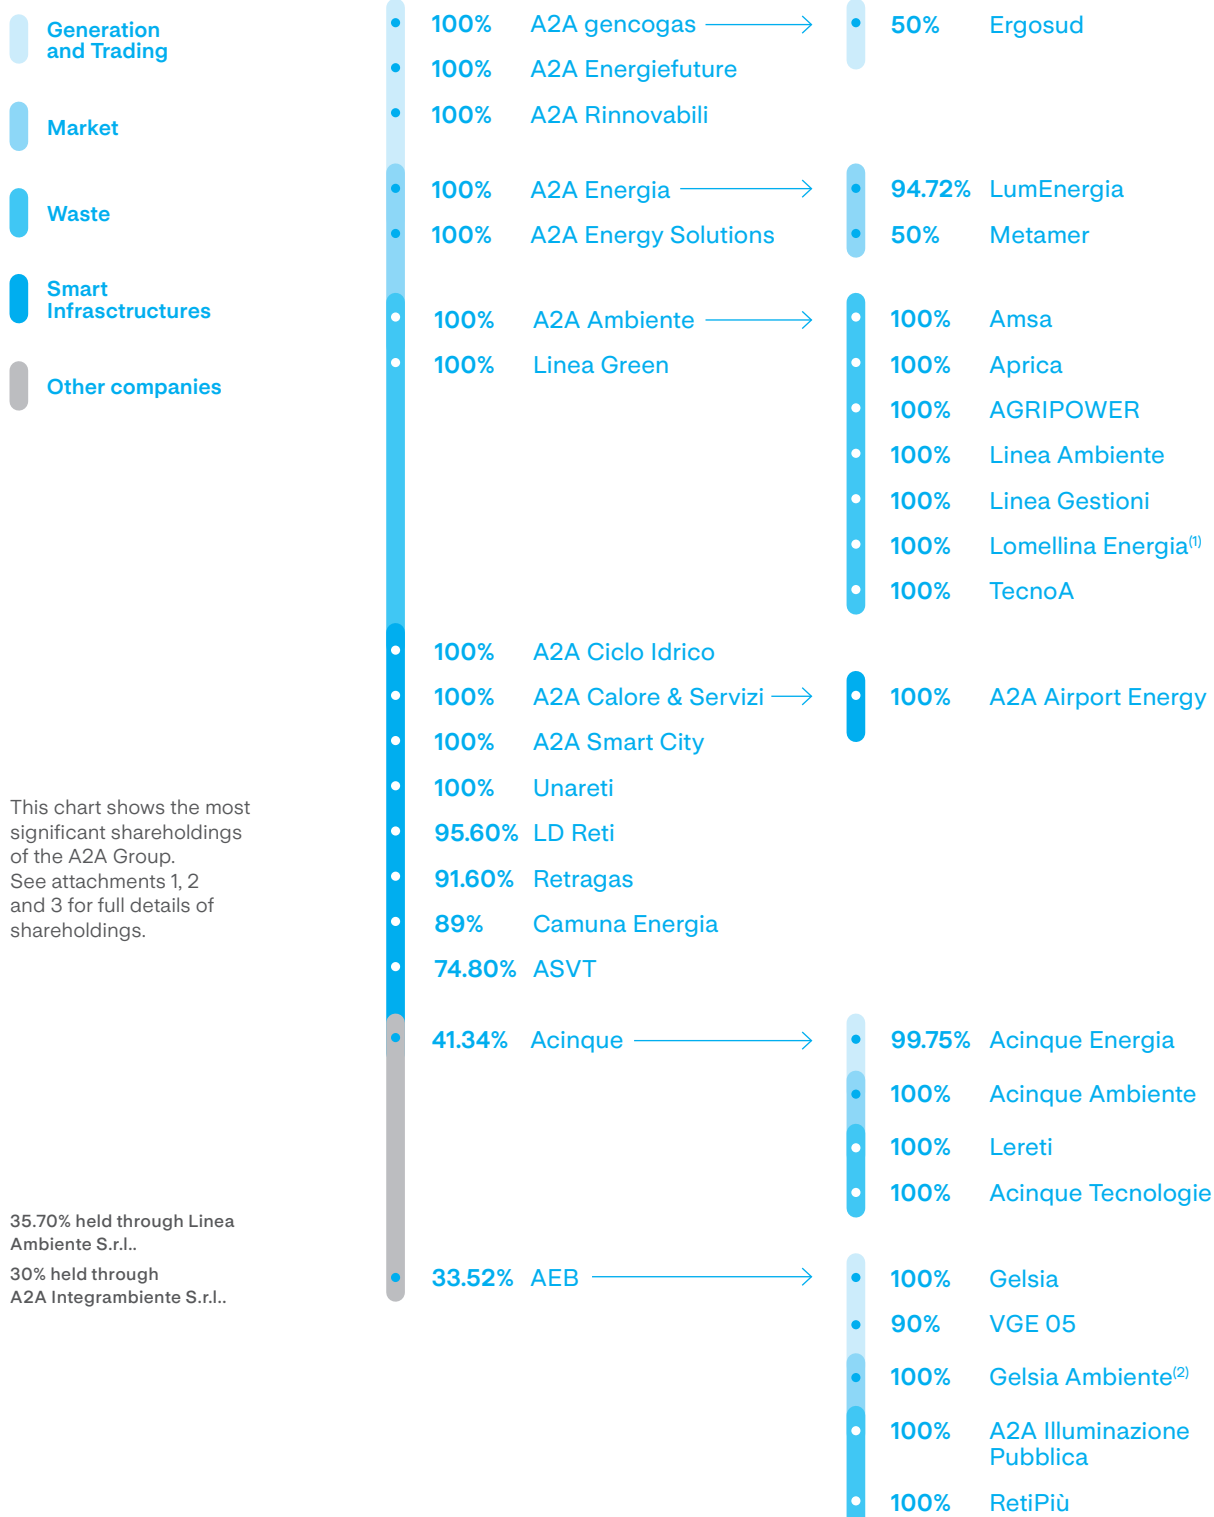 Generation
and Trading
Market
Waste
Smart
Infrasctructures
Other companies
This chart shows the most
significant shareholdings
of the A2A Group.
See attachments 1, 2
and 3 for full details of
shareholdings.
35.70% held through Linea
Ambiente S.r.l..
30% held through
A2A Integrambiente S.r.l..
100% A2A gencogas
100% A2A Energiefuture
100% A2A Rinnovabili
100% A2A Energia
100% A2A Energy Solutions
100% A2A Ambiente
100% Linea Green
100% A2A Ciclo Idrico
100% A2A Calore & Servizi
100% A2A Smart City
100% Unareti
95.60% LD Reti
91.60% Retragas
89% Camuna Energia
74.80% ASVT
41.34% Acinque
33.52% AEB
50% Ergosud
94.72% LumEnergia
50% Metamer
100% Amsa
100% Aprica
100% AGRIPOWER
100% Linea Ambiente
100% Linea Gestioni
100% Lomellina Energia(1)
100% TecnoA
100% A2A Airport Energy
99.75% Acinque Energia
100% Acinque Ambiente
100% Lereti
100% Acinque Tecnologie
100% Gelsia
90% VGE 05
100% Gelsia Ambiente(2)
100% A2A Illuminazione
Pubblica
100% RetiPiù